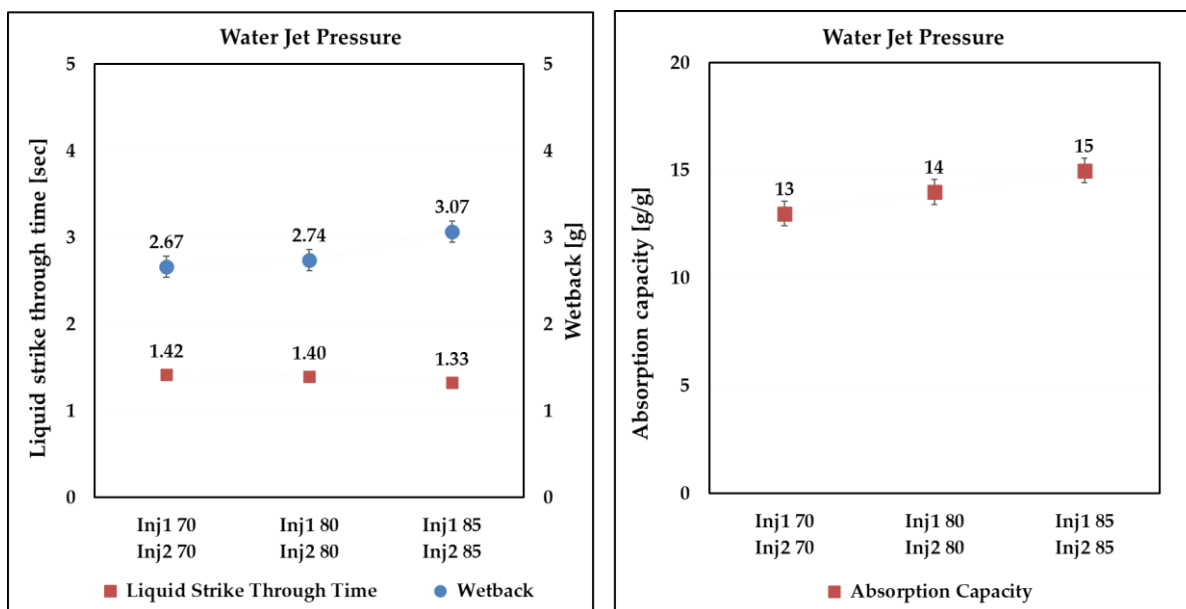 Water Jet Pressure
Liquid strike through time [sec]
5
4
3
2
1
0
2.67
2.74
3.07
1.42
1.40
1.33
5
4
3
2
1
0
Wetback [g]
Inj1 70
Inj2 70
Inj1 80
Inj2 80
Inj1 85
Inj2 85
Liquid Strike Through Time
Wetback
Water Jet Pressure
Absorption capacity [g/g]
20
15
10
5
0
13
14
15
Inj1 70
Inj2 70
Inj1 80
Inj2 80
Inj1 85
Inj2 85
Absorption Capacity